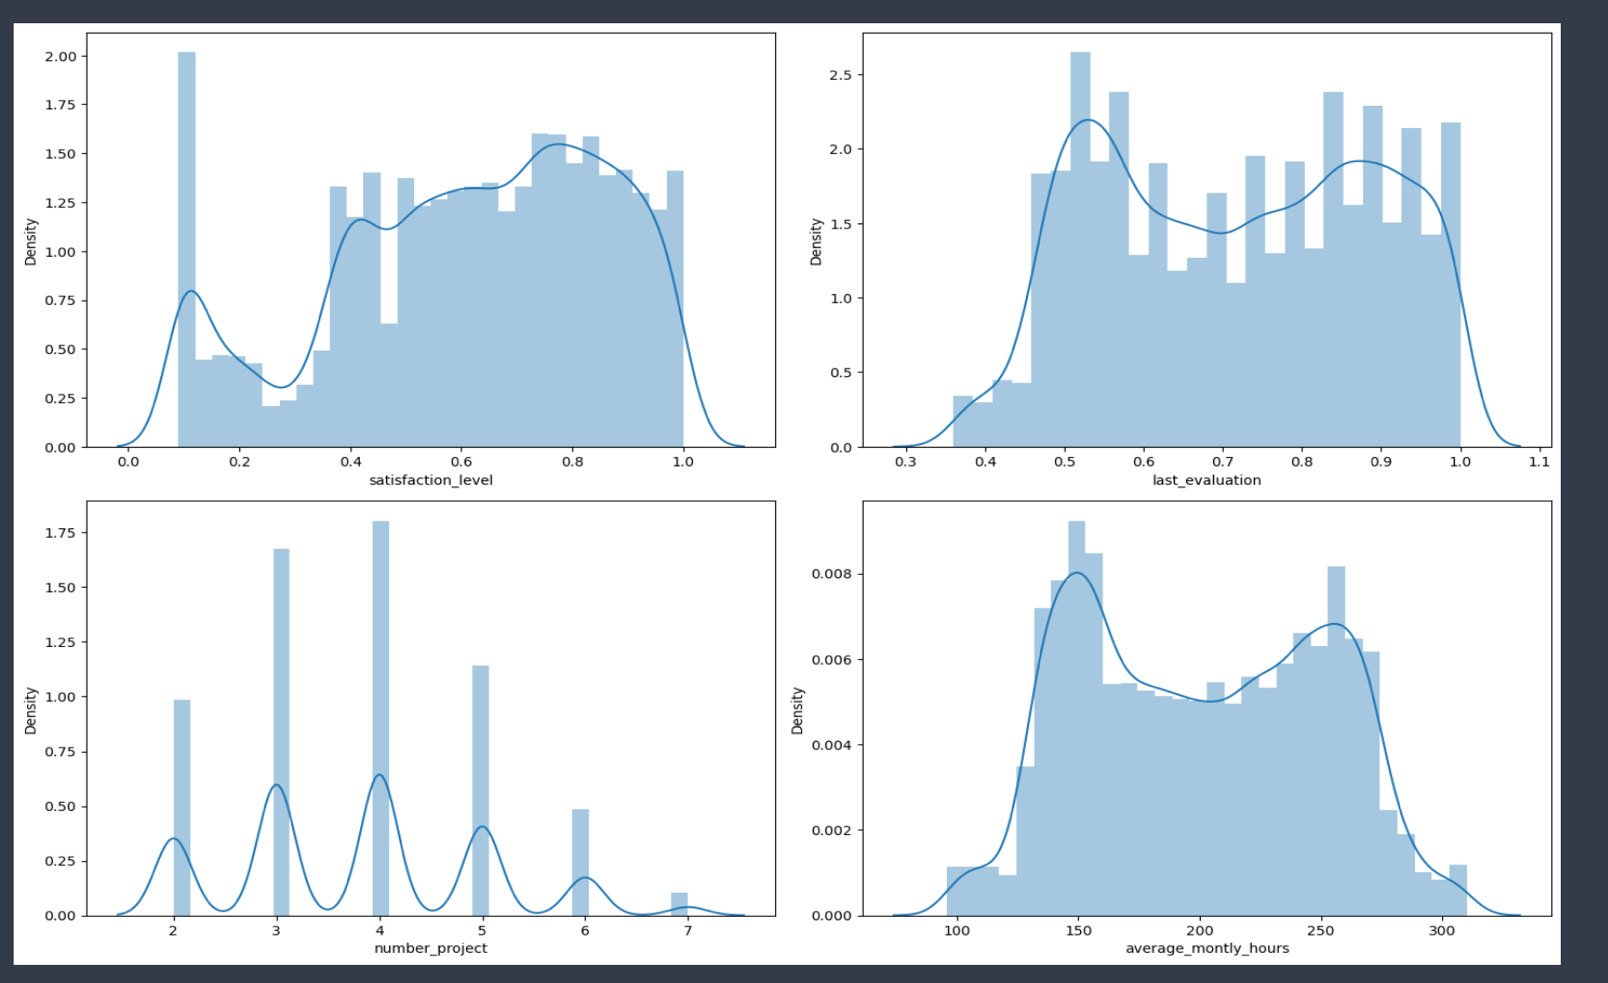 2.00
1.75
1.50
1.25
1.00
0.75
0.50
0.25
0.00
Density
0.0 0.2 0.4 0.6 0.8 1.0
satisfaction_level
2.5
2.0
1.5
1.0
0.5
0.0
Density
0.3 0.4 0.5 0.6 0.7 0.8 0.9 1.0 1.1
last_evaluation
1.75
1.50
1.25
1.00
0.75
0.50
0.25
0.00
Density
2 3 4 5 6 7
number_project
0.008
0.006
0.004
0.002
0.000
Density
100 150 200 250 300
average_montly_hours